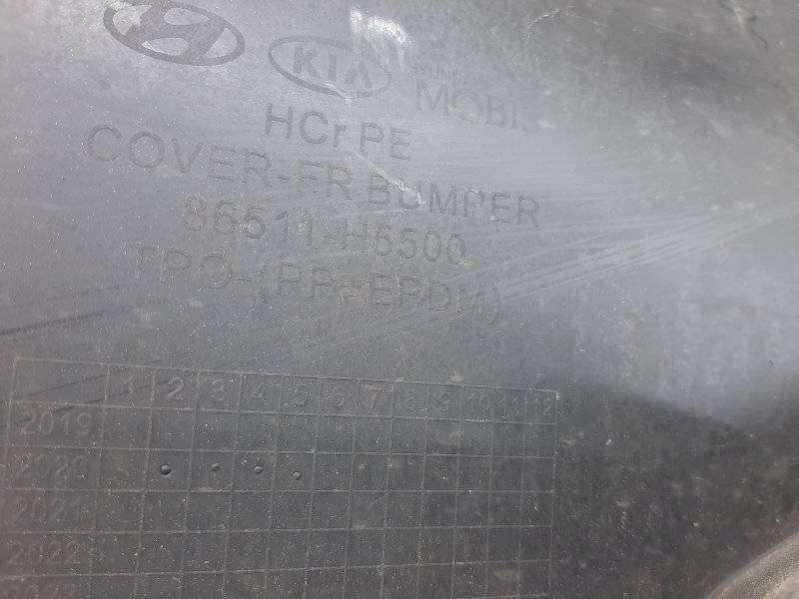 KIA
MOBI
HCr PE
COVER-FR BUMPER
86511-H5500
TPO-(PP+EPDM)
1 2 3 4 5 6 7 8 9 10 11 12
2019
2020
2021
2022